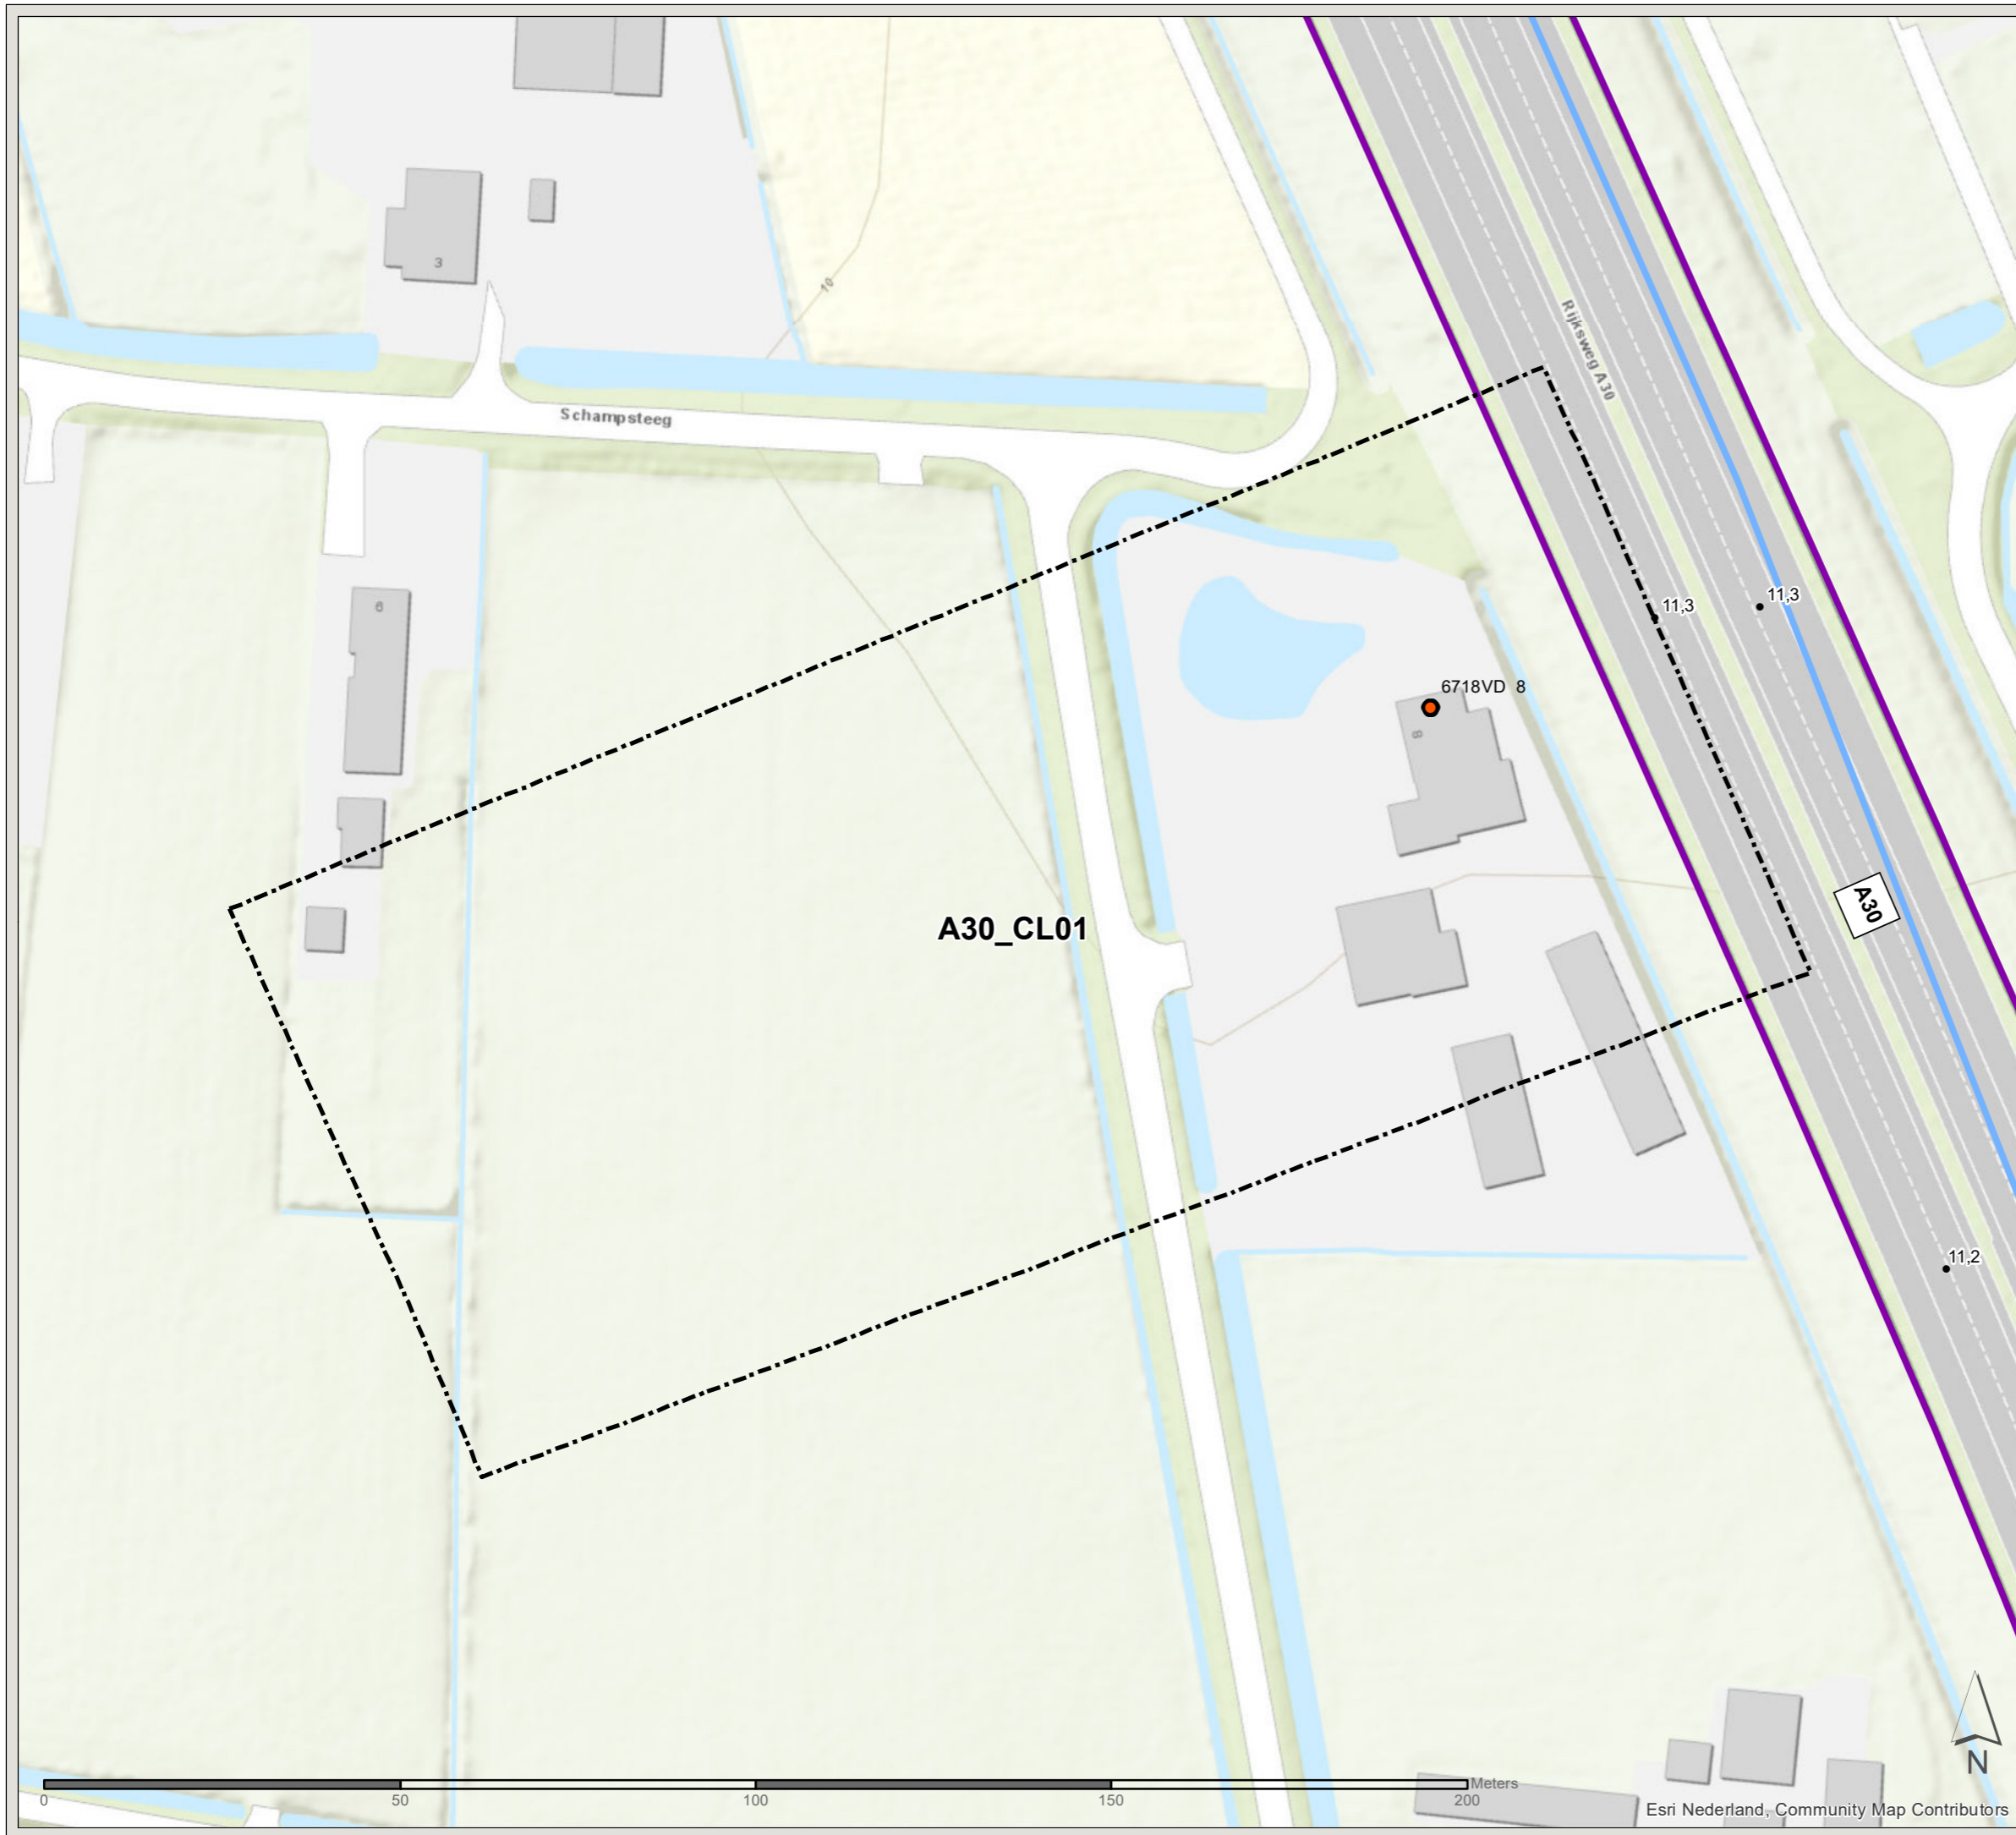 3
10
Schampsteeg
Rijksweg A30
6
11,3
11,3
6718VD 8
8
A30
A30_CL01
11,2
N
Meters
0 50 100 150 200
Esri Nederland, Community Map Contributors